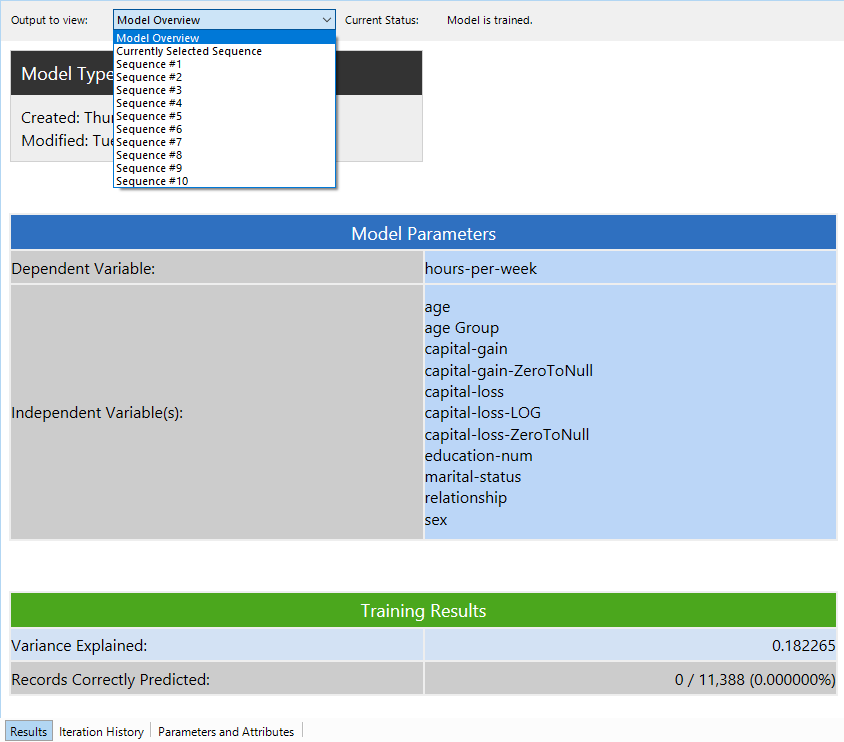 Output to view: Model Overview Current Status: Model is trained.
Model Overview
Currently Selected Sequence
Sequence #1
Sequence #2
Sequence #3
Sequence #4
Sequence #5
Sequence #6
Sequence #7
Sequence #8
Sequence #9
Sequence #10
Model Type
Created:
Modified:
Model Parameters
Dependent Variable: hours-per-week
Independent Variable(s):
age
age Group
capital-gain
capital-gain-ZeroToNull
capital-loss
capital-loss-LOG
capital-loss-ZeroToNull
education-num
marital-status
relationship
sex
Training Results
Variance Explained: 0.182265
Records Correctly Predicted: 0 / 11,388 (0.000000%)
Results Iteration History Parameters and Attributes